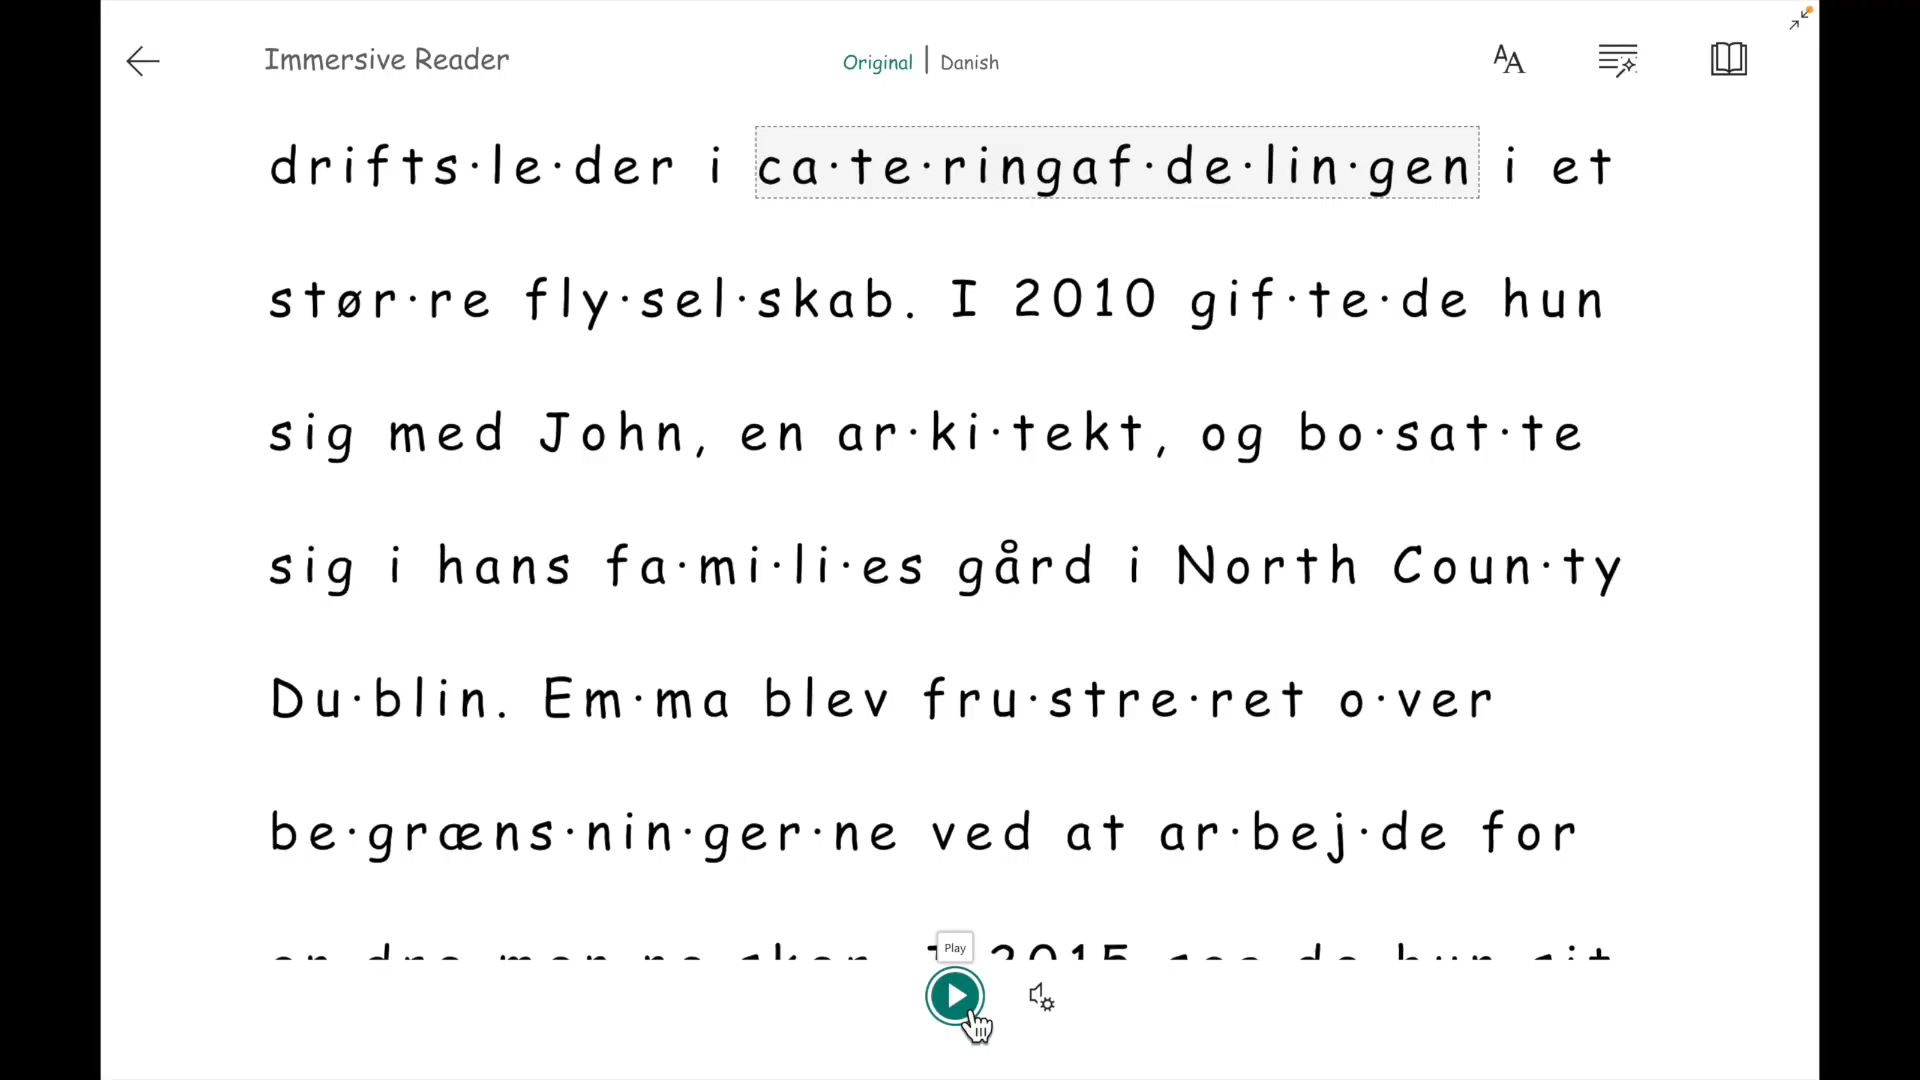 Immersive Reader
Original | Danish
drifts·le·der i ca·te·ringaf·de·lin·gen i et
stør·re fly·sel·skab. I 2010 gif·te·de hun
sig med John, en ar·ki·tekt, og bo·sat·te
sig i hans fa·mi·li·es gård i North Coun·ty
Du·blin. Em·ma blev fru·stre·ret o·ver
be·græns·nin·ger·ne ved at ar·bej·de for
2015
Play